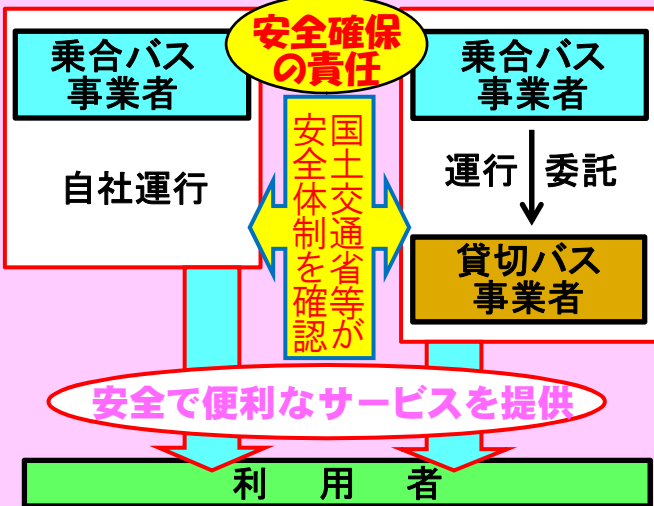 安全確保
の責任
乗合バス
事業者
自社運行
国土交通省等が
安全体制を確認
乗合バス
事業者
運行
委託
貸切バス
事業者
安全で便利なサービスを提供
利用者